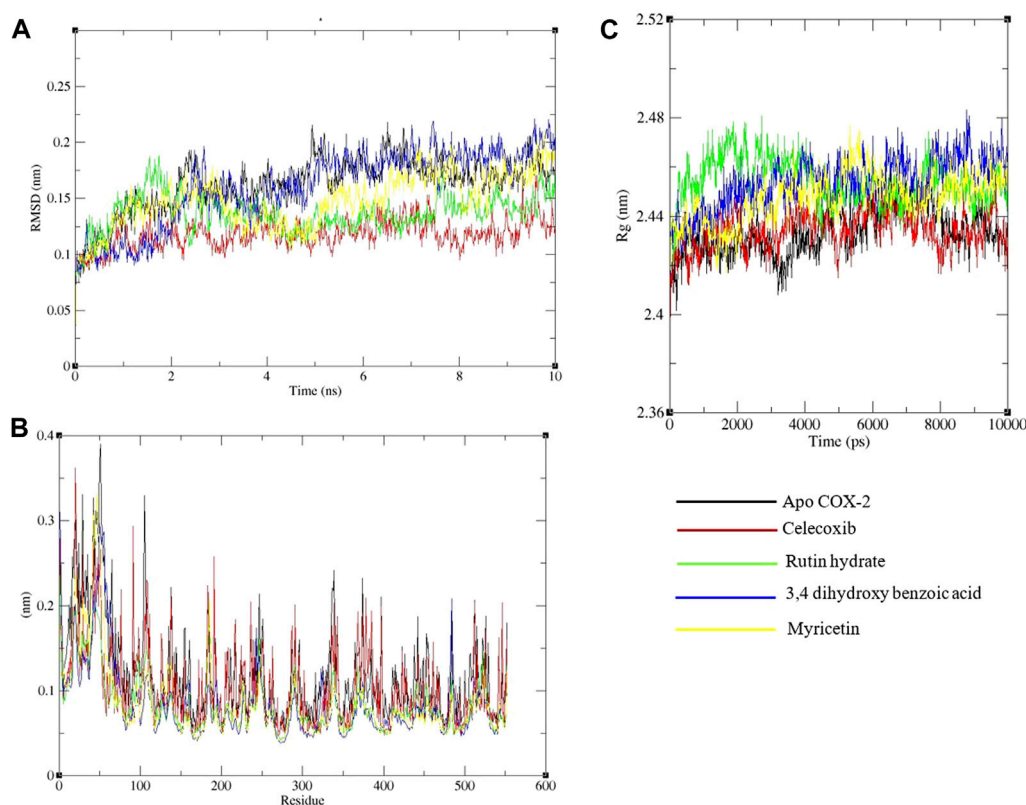 A
RMSD (nm)
0.25
0.2
0.15
0.1
0.05
0
0 2 4 6 8 10
Time (ns)
B
(nm)
0.4
0.3
0.2
0.1
0
0 100 200 300 400 500 600
Residue
C
Rg (nm)
2.52
2.48
2.44
2.4
2.36
0 2000 4000 6000 8000 10000
Time (ps)
Apo COX-2
Celecoxib
Rutin hydrate
3,4 dihydroxy benzoic acid
Myricetin